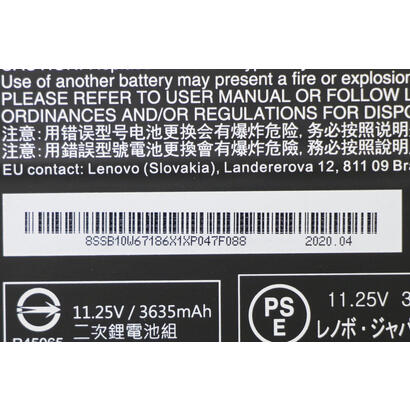 Use of another battery may present a fire or explosion
PLEASE REFER TO USER MANUAL OR FOLLOW L
ORDINANCES AND/OR REGULATIONS FOR DISP
注意: 用错误型号电池更换会有爆炸危险, 务必按照说明
注意: 用錯誤型號電池更換會有爆炸危險, 務必按照說明
EU contact: Lenovo (Slovakia), Landererova 12, 811 09 Bra
8SSB10W67186X1XP047F088 2020.04
11.25V / 3635mAh
二次鋰電池組
R45065
PS
E
11.25V 3
レノボ・ジャパ